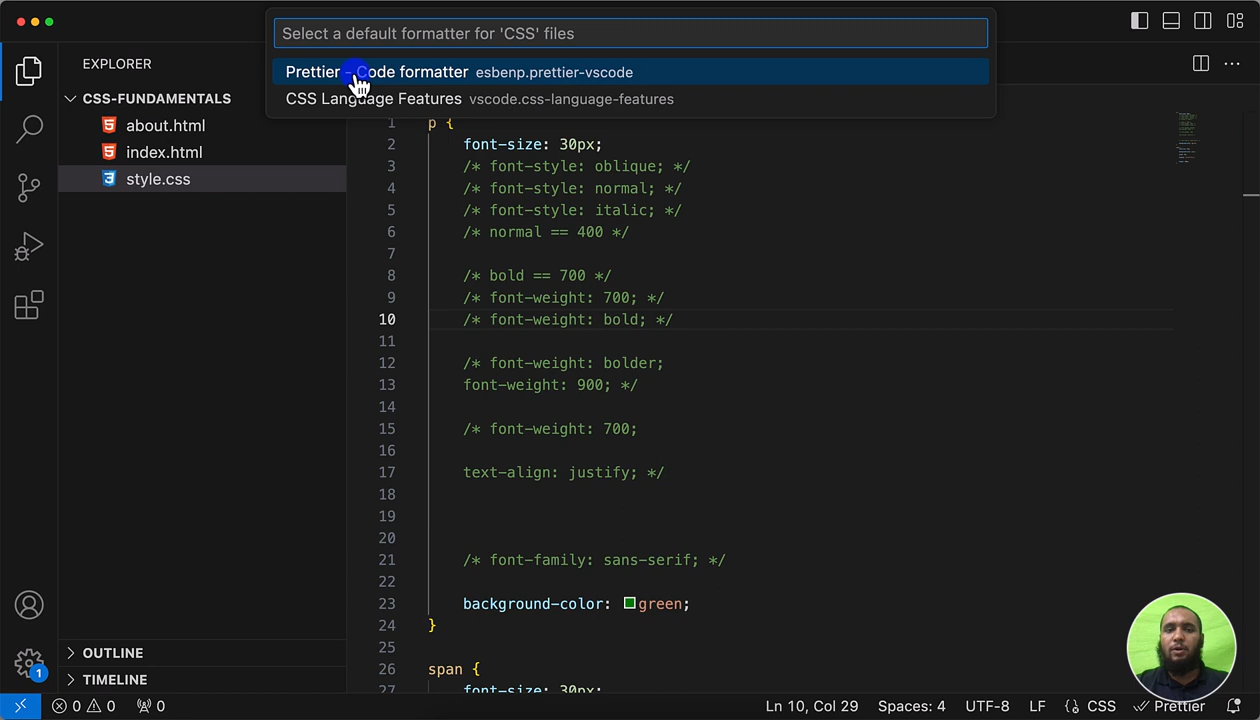 Select a default formatter for 'CSS' files
Prettier - Code formatter esbenp.prettier-vscode
CSS Language Features vscode.css-language-features
EXPLORER
CSS-FUNDAMENTALS
about.html
index.html
style.css
OUTLINE
TIMELINE
1 p {
2 font-size: 30px;
3 /* font-style: oblique; */
4 /* font-style: normal; */
5 /* font-style: italic; */
6 /* normal == 400 */
7
8 /* bold == 700 */
9 /* font-weight: 700; */
10 /* font-weight: bold; */
11
12 /* font-weight: bolder;
13 font-weight: 900; */
14
15 /* font-weight: 700;
16
17 text-align: justify; */
18
19
20
21 /* font-family: sans-serif; */
22
23 background-color: green;
24 }
25
26 span {
27 font-size: 30px;
1
0 0 0 Ln 10, Col 29 Spaces: 4 UTF-8 LF {} CSS Prettier